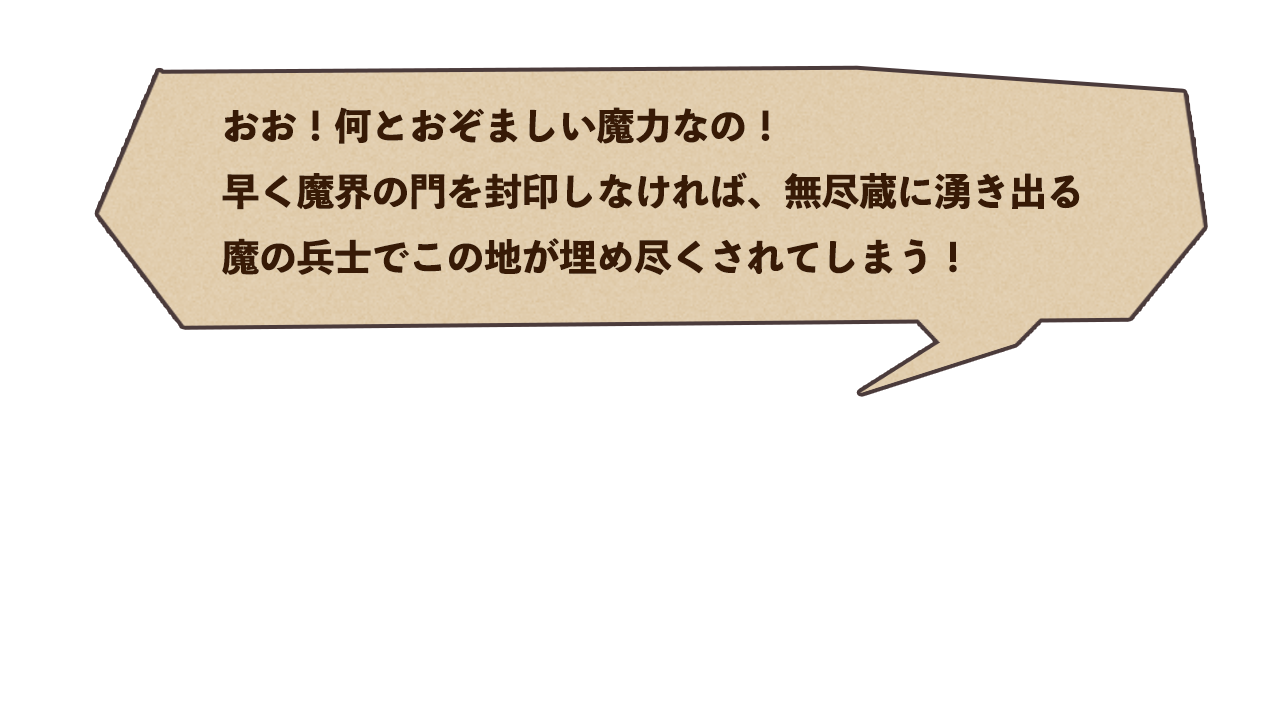 おお！何とおぞましい魔力なの！
早く魔界の門を封印しなければ、無尽蔵に湧き出る
魔の兵士でこの地が埋め尽くされてしまう！